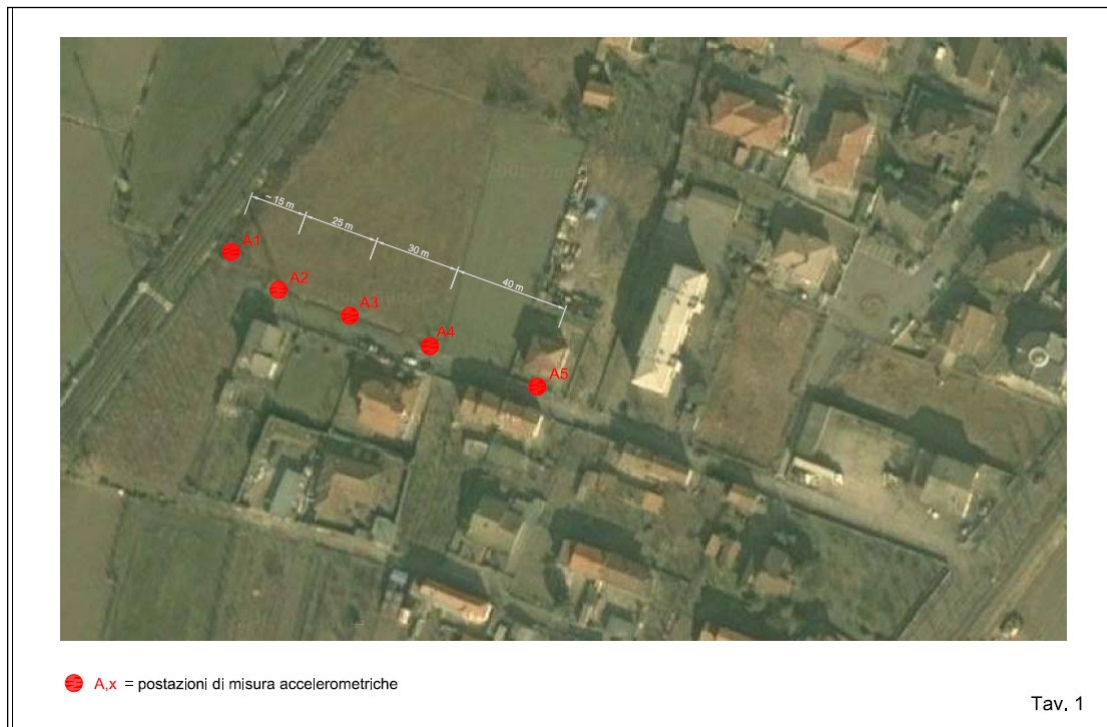 ~ 15 m
25 m
30 m
40 m
A1
A2
A3
A4
A5
A,x = postazioni di misura accelerometriche
Tav. 1